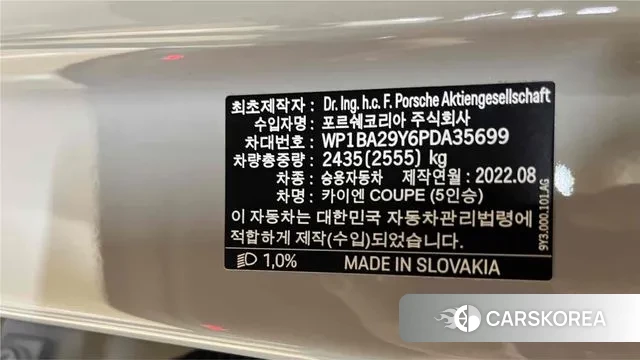 최초제작자 : Dr. Ing. h.c. F. Porsche Aktiengesellschaft
수입자명 : 포르쉐코리아 주식회사
차대번호 : WP1BA29Y6PDA35699
차량총중량 : 2435(2555) kg
차종 : 승용자동차 제작연월 : 2022.08
차명 : 카이엔 COUPE (5인승)
이 자동차는 대한민국 자동차관리법령에
적합하게 제작(수입)되었습니다.
1,0% MADE IN SLOVAKIA
9Y3.000.101.AG
CARSKOREA